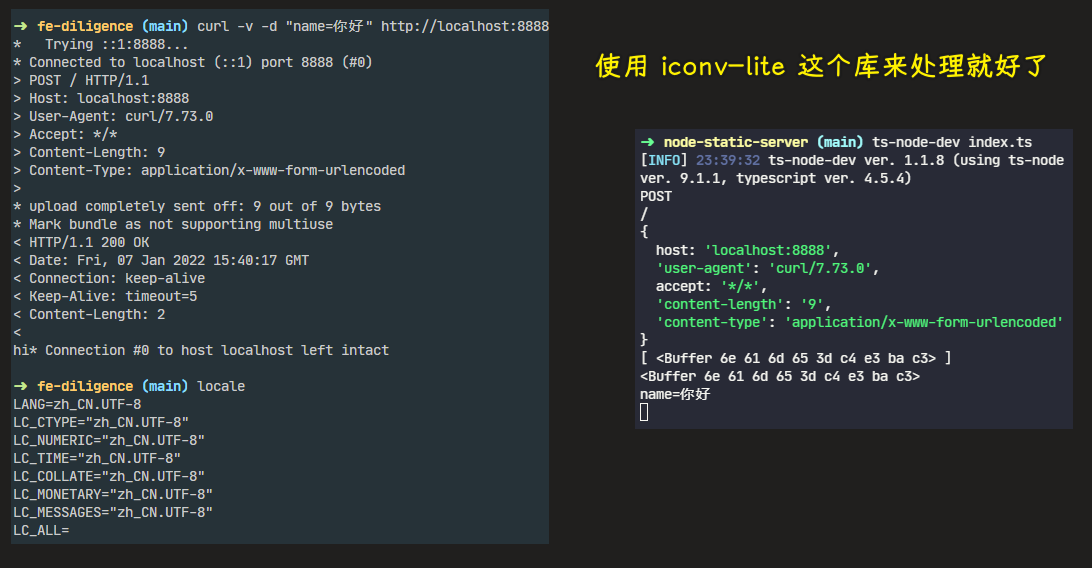 ➜ fe-diligence (main) curl -v -d "name=你好" http://localhost:8888
*   Trying ::1:8888...
* Connected to localhost (::1) port 8888 (#0)
> POST / HTTP/1.1
> Host: localhost:8888
> User-Agent: curl/7.73.0
> Accept: */*
> Content-Length: 9
> Content-Type: application/x-www-form-urlencoded
>
* upload completely sent off: 9 out of 9 bytes
* Mark bundle as not supporting multiuse
< HTTP/1.1 200 OK
< Date: Fri, 07 Jan 2022 15:40:17 GMT
< Connection: keep-alive
< Keep-Alive: timeout=5
< Content-Length: 2
<
hi* Connection #0 to host localhost left intact
➜ fe-diligence (main) locale
LANG=zh_CN.UTF-8
LC_CTYPE="zh_CN.UTF-8"
LC_NUMERIC="zh_CN.UTF-8"
LC_TIME="zh_CN.UTF-8"
LC_COLLATE="zh_CN.UTF-8"
LC_MONETARY="zh_CN.UTF-8"
LC_MESSAGES="zh_CN.UTF-8"
LC_ALL=
使用 iconv-lite 这个库来处理就好了
➜ node-static-server (main) ts-node-dev index.ts
[INFO] 23:39:32 ts-node-dev ver. 1.1.8 (using ts-node
ver. 9.1.1, typescript ver. 4.5.4)
POST
/
{
  host: 'localhost:8888',
  'user-agent': 'curl/7.73.0',
  accept: '*/*',
  'content-length': '9',
  'content-type': 'application/x-www-form-urlencoded'
}
[ <Buffer 6e 61 6d 65 3d c4 e3 ba c3> ]
<Buffer 6e 61 6d 65 3d c4 e3 ba c3>
name=你好